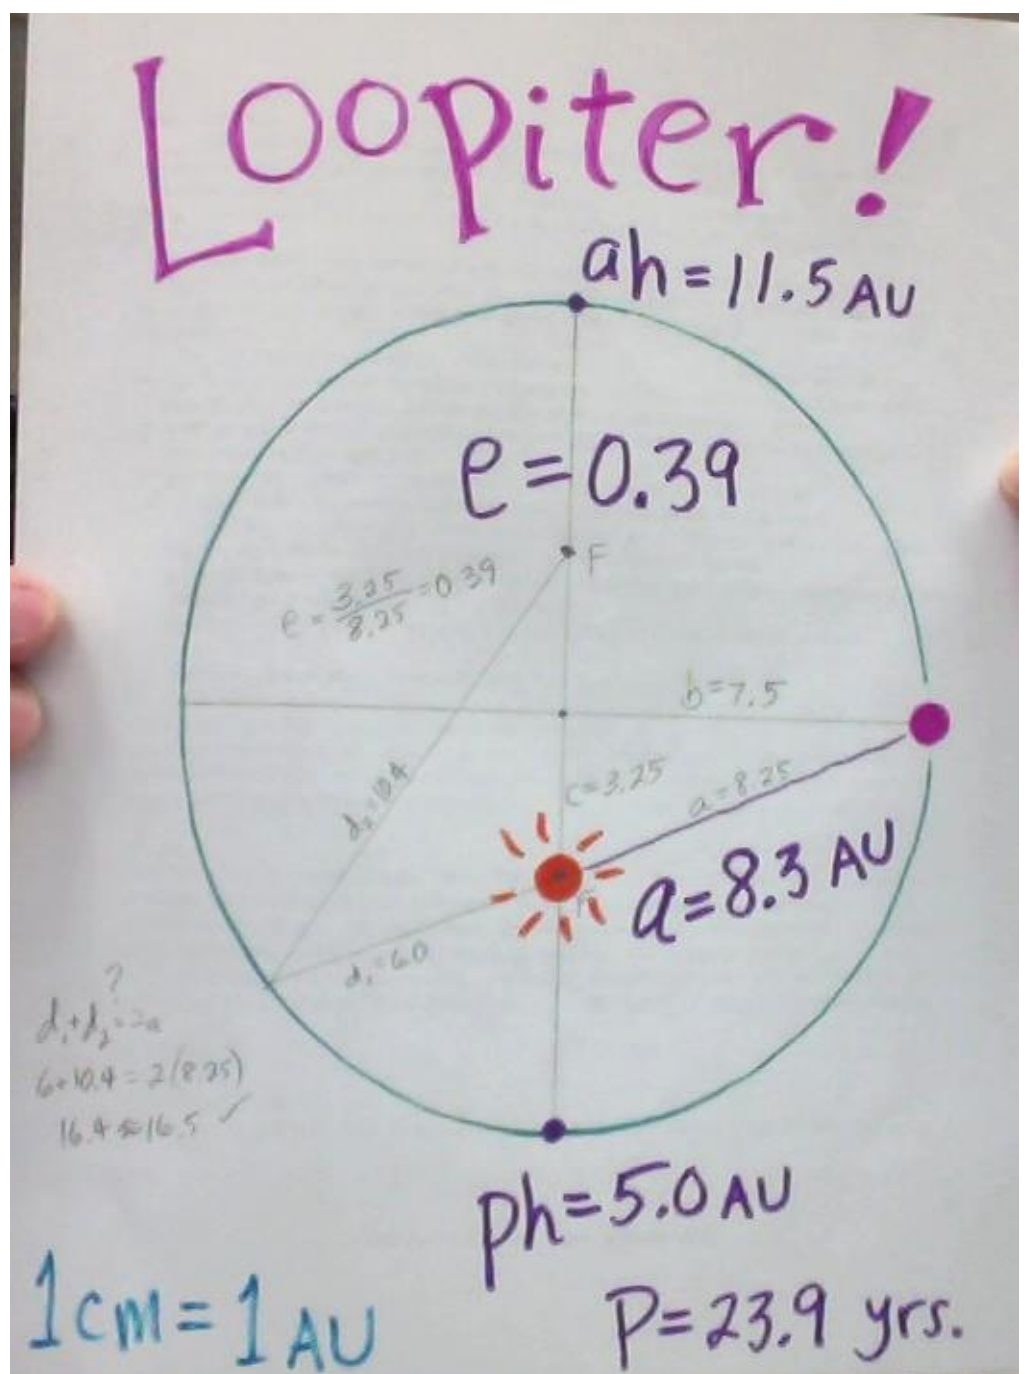 Loopiter!
ah=11.5 AU
e=0.39
F
e=3.25/8.25=0.39
b=7.5
d₂=10.4
c=3.25
a=8.25
a=8.3 AU
d₁=6.0
?
d₁+d₂=2a
6+10.4=2(8.25)
16.4≈16.5 ✓
ph=5.0 AU
1cm=1AU
P=23.9 yrs.